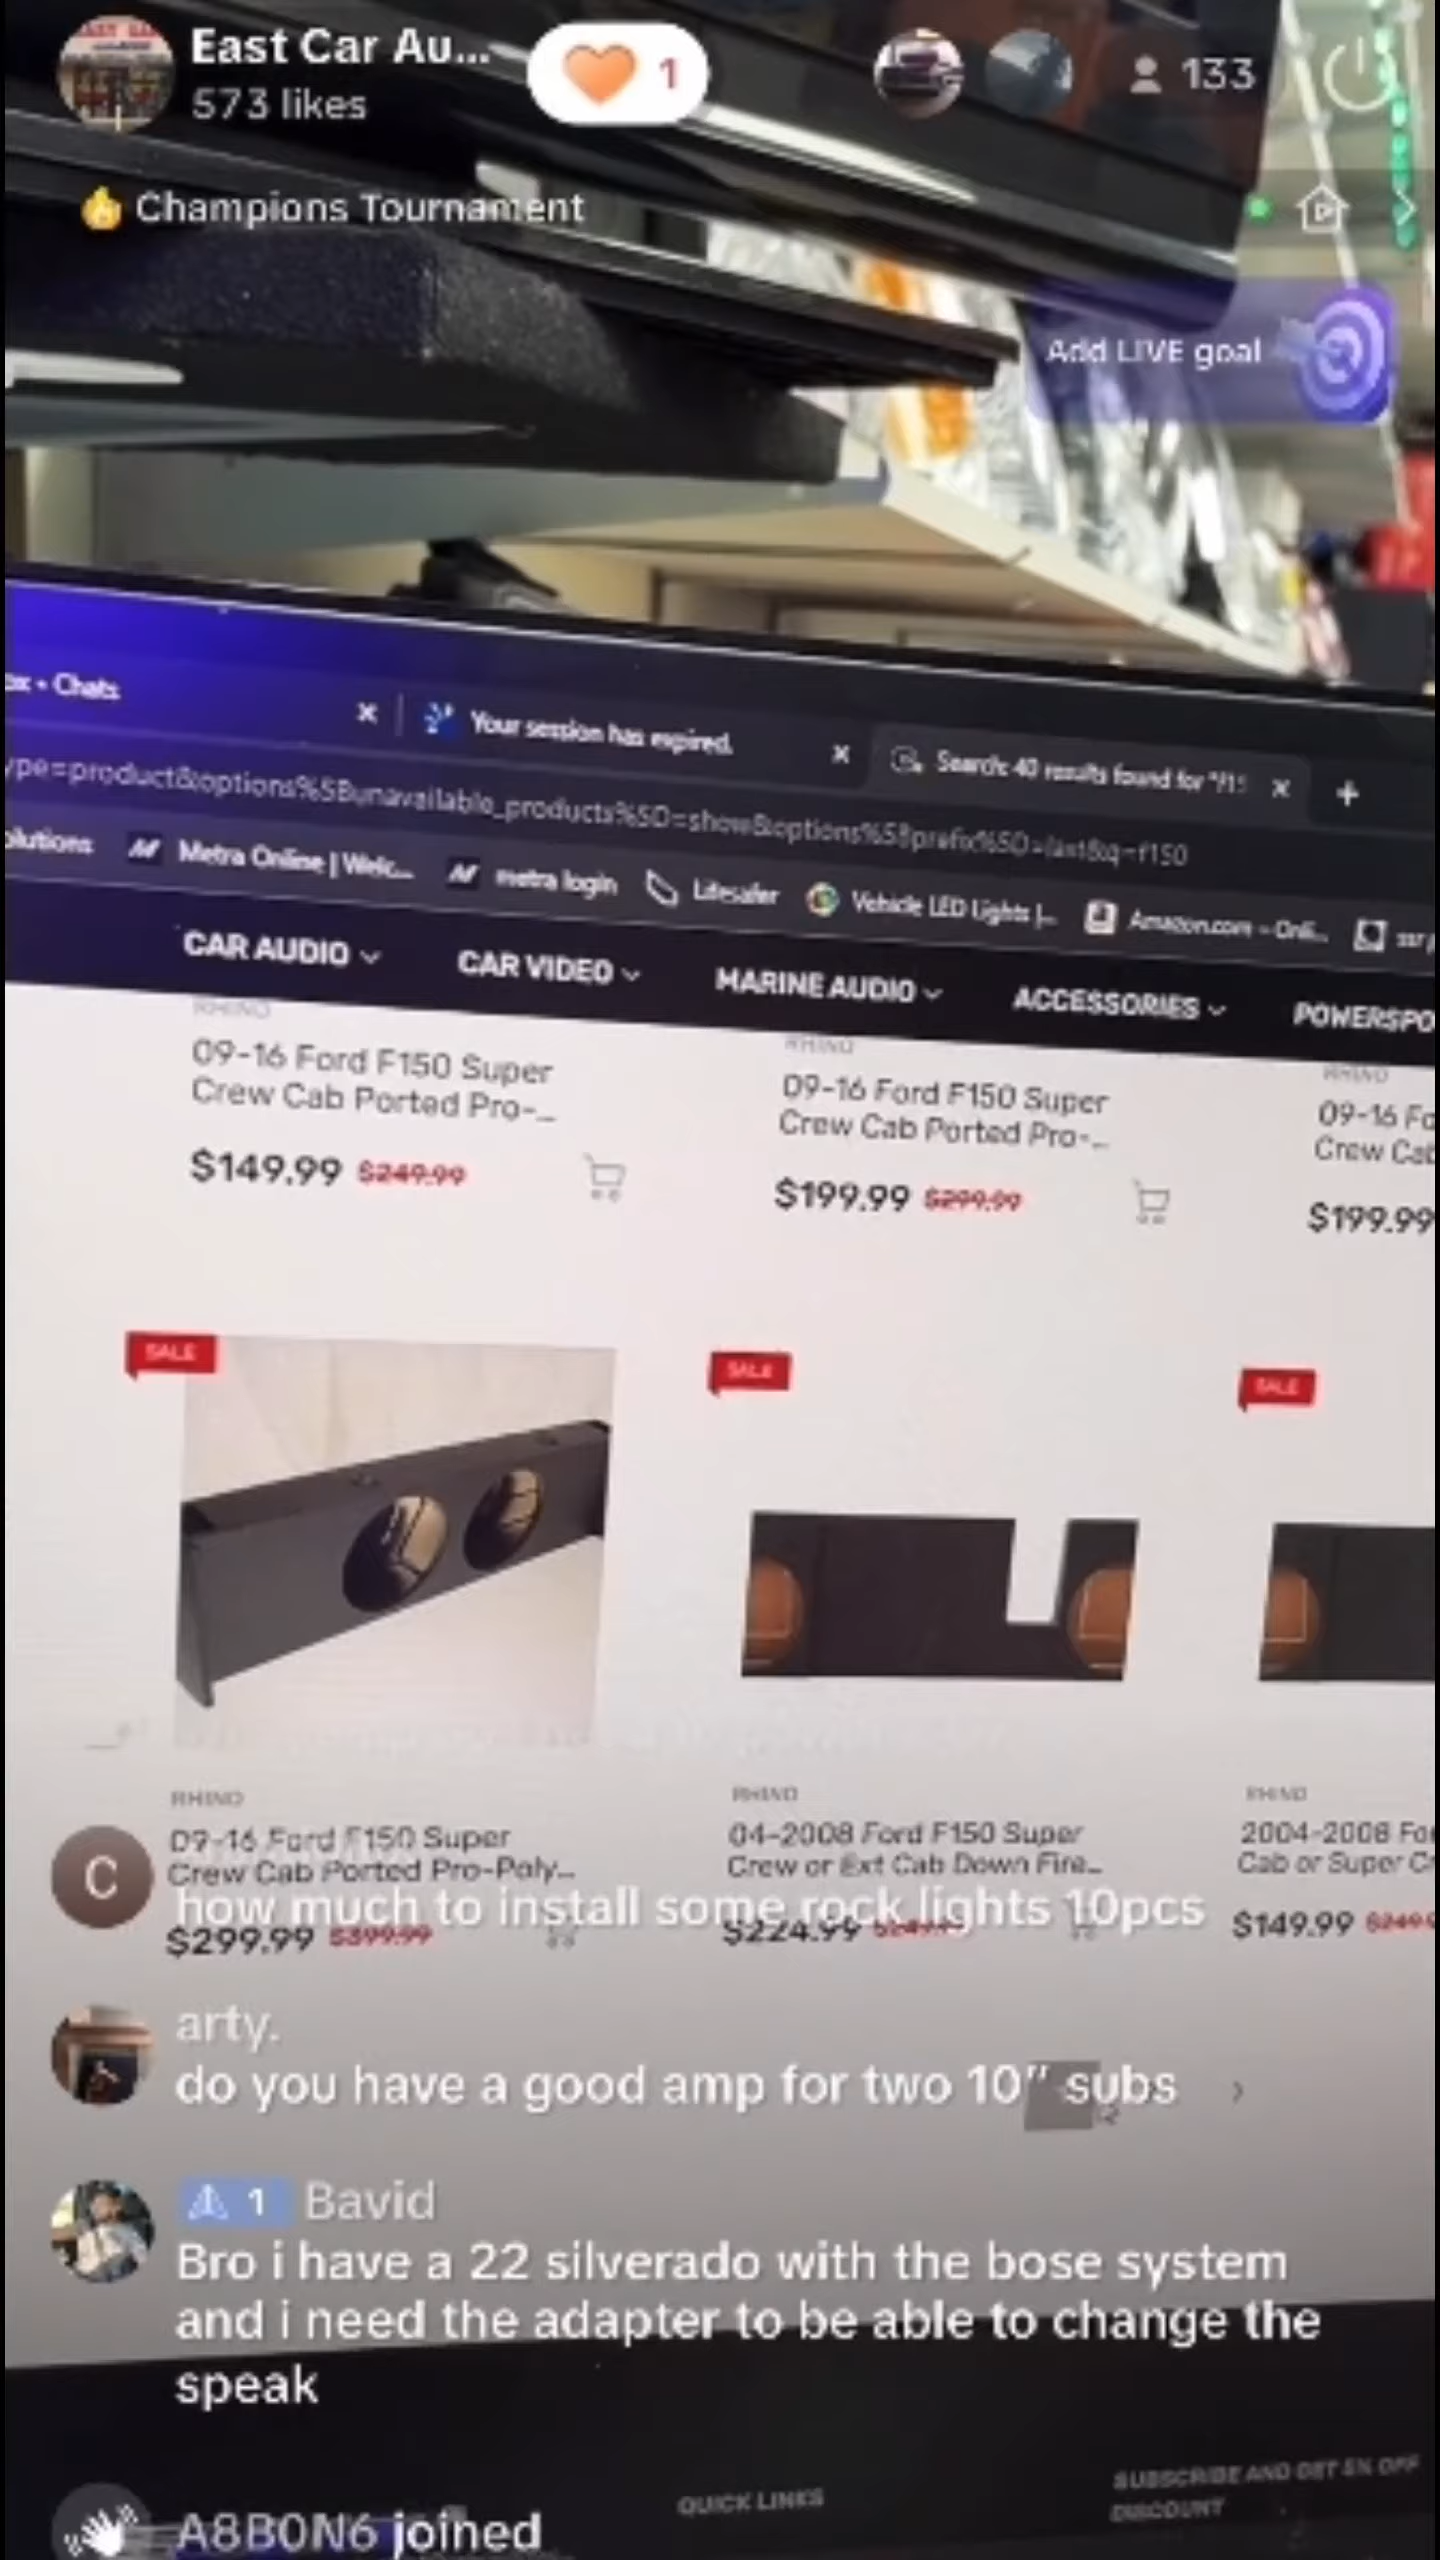 East Car Au...
573 likes
1
133
Champions Tournament
Add LIVE goal
Chats
Your session has expired.
Search: 40 results found for
ype=product&options%5Bunavailable_products%5D=show&options%5Bprefix%5D=last&q=f150
olutions
Metra Online | Welc...
metra login
Lifesafer
Vehicle LED Lights |...
Amazon.com – Onli...
CAR AUDIO
CAR VIDEO
MARINE AUDIO
ACCESSORIES
POWERSPO
RHINO
09-16 Ford F150 Super
Crew Cab Ported Pro-...
$149.99 $249.99
RHINO
09-16 Ford F150 Super
Crew Cab Ported Pro-...
$199.99 $299.99
RHINO
09-16 Fo
Crew Cab
$199.99
SALE
SALE
SALE
RHINO
09-16 Ford F150 Super
Crew Cab Ported Pro-Poly...
$299.99 $399.99
RHINO
04-2008 Ford F150 Super
Crew or Ext Cab Down Fire...
$224.99
RHINO
2004-2008 Fo
Cab or Super Cr
$149.99 $249.9
C
how much to install some rock lights 10pcs
arty.
do you have a good amp for two 10" subs
1 Bavid
Bro i have a 22 silverado with the bose system
and i need the adapter to be able to change the
speak
A8B0N6 joined
QUICK LINKS
SUBSCRIBE AND GET 5% OFF
DISCOUNT